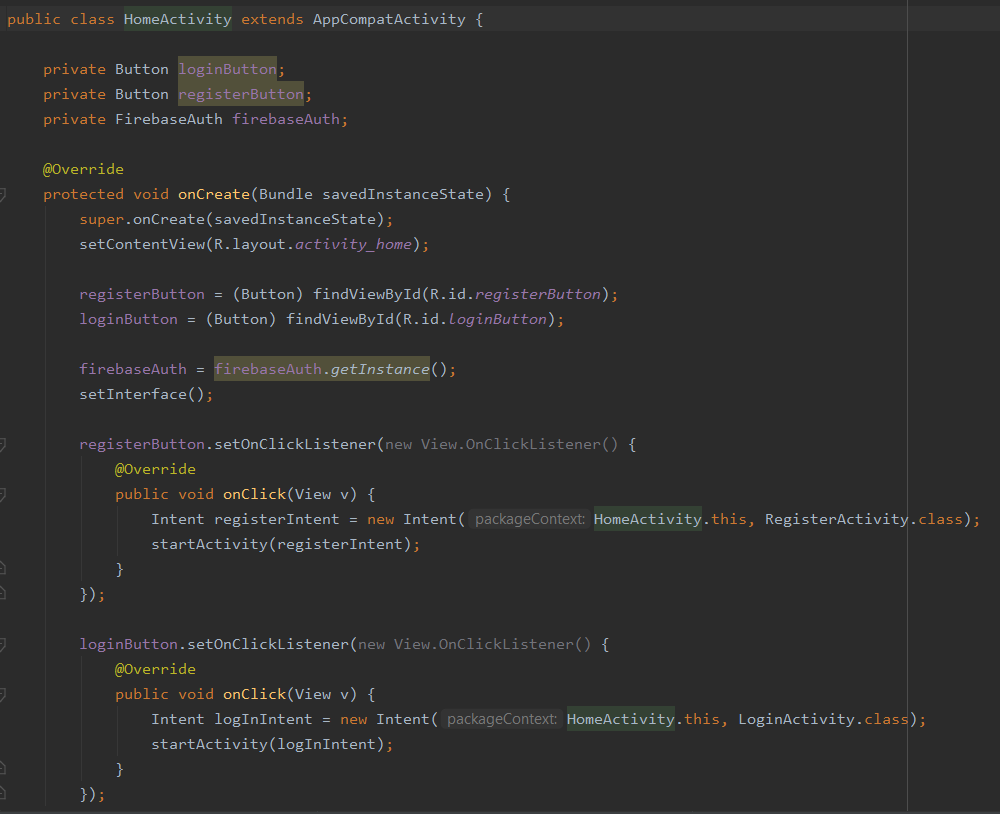 public class HomeActivity extends AppCompatActivity {
private Button loginButton;
private Button registerButton;
private FirebaseAuth firebaseAuth;
@Override
protected void onCreate(Bundle savedInstanceState) {
super.onCreate(savedInstanceState);
setContentView(R.layout.activity_home);
registerButton = (Button) findViewById(R.id.registerButton);
loginButton = (Button) findViewById(R.id.loginButton);
firebaseAuth = firebaseAuth.getInstance();
setInterface();
registerButton.setOnClickListener(new View.OnClickListener() {
@Override
public void onClick(View v) {
Intent registerIntent = new Intent( packageContext: HomeActivity.this, RegisterActivity.class);
startActivity(registerIntent);
}
});
loginButton.setOnClickListener(new View.OnClickListener() {
@Override
public void onClick(View v) {
Intent logInIntent = new Intent( packageContext: HomeActivity.this, LoginActivity.class);
startActivity(logInIntent);
}
});